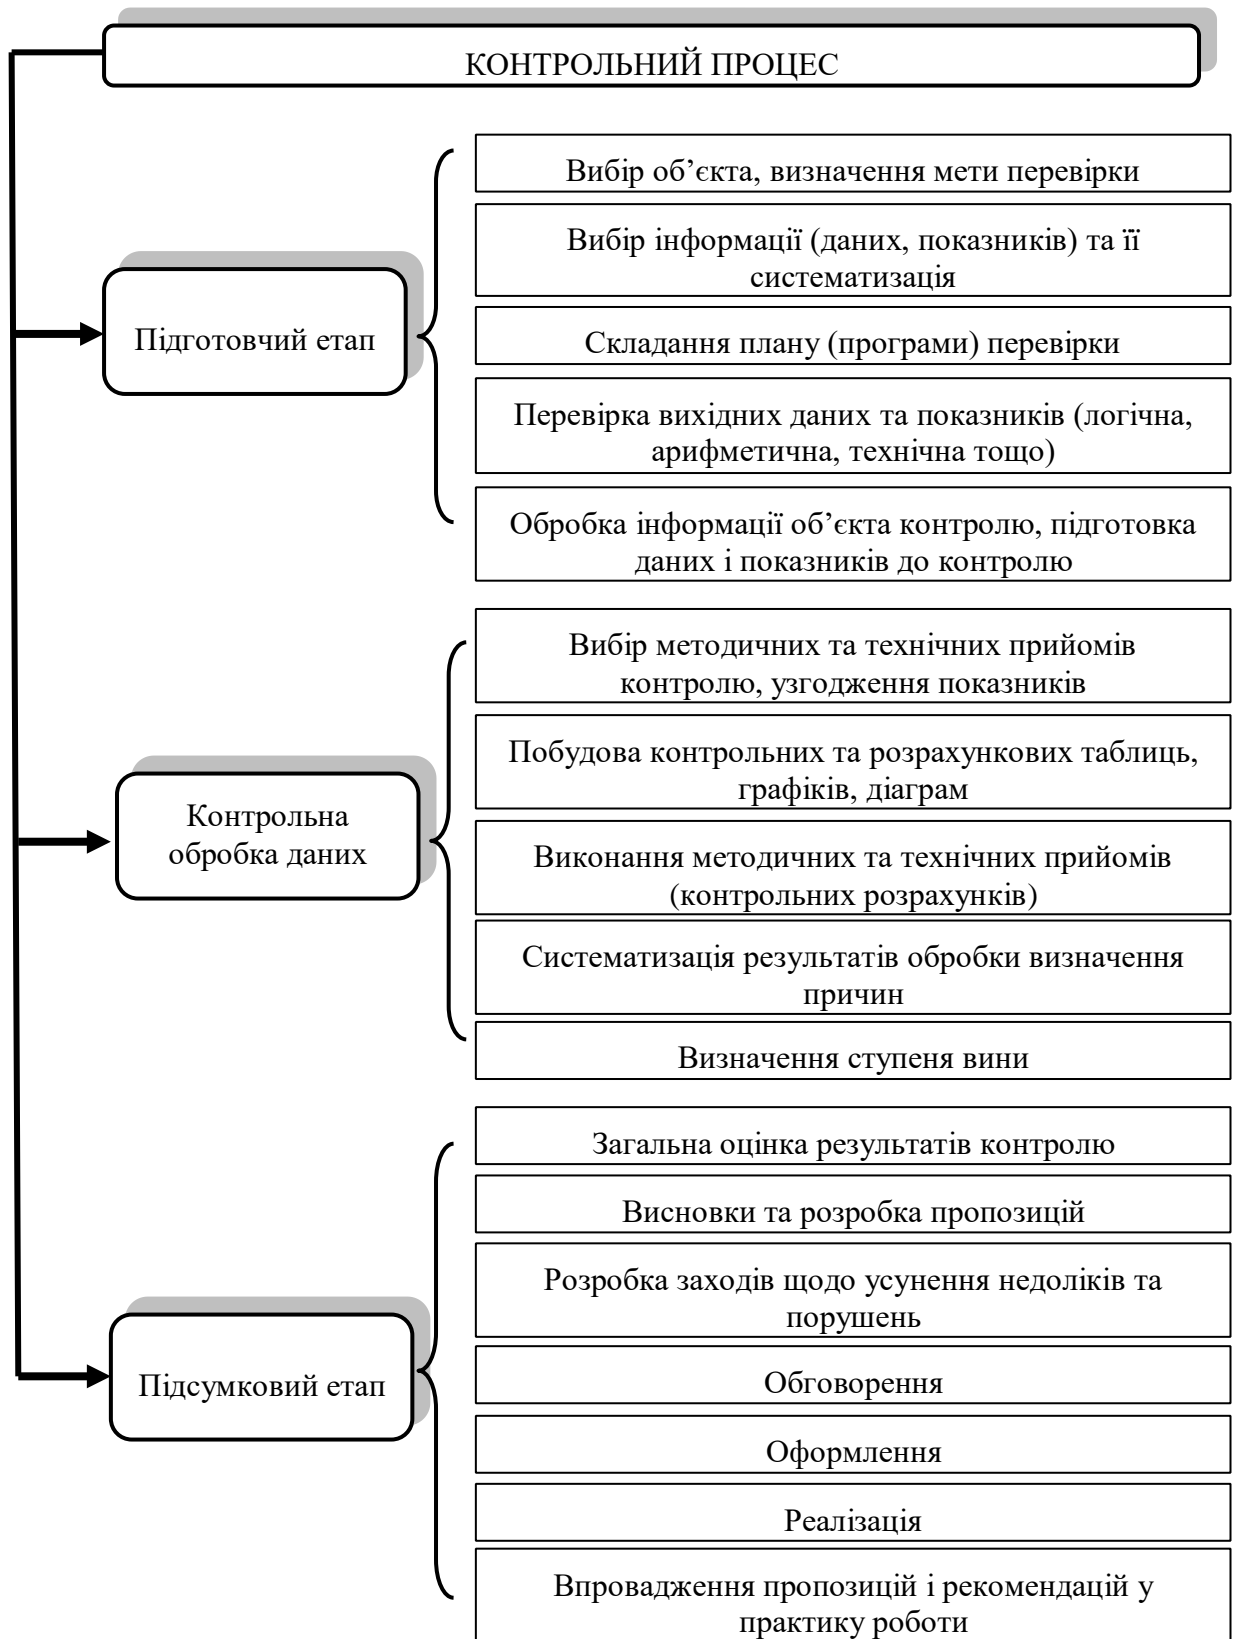 КОНТРОЛЬНИЙ ПРОЦЕС
Підготовчий етап
Вибір об’єкта, визначення мети перевірки
Вибір інформації (даних, показників) та її
систематизація
Складання плану (програми) перевірки
Перевірка вихідних даних та показників (логічна,
арифметична, технічна тощо)
Обробка інформації об’єкта контролю, підготовка
даних і показників до контролю
Контрольна
обробка даних
Вибір методичних та технічних прийомів
контролю, узгодження показників
Побудова контрольних та розрахункових таблиць,
графіків, діаграм
Виконання методичних та технічних прийомів
(контрольних розрахунків)
Систематизація результатів обробки визначення
причин
Визначення ступеня вини
Підсумковий етап
Загальна оцінка результатів контролю
Висновки та розробка пропозицій
Розробка заходів щодо усунення недоліків та
порушень
Обговорення
Оформлення
Реалізація
Впровадження пропозицій і рекомендацій у
практику роботи